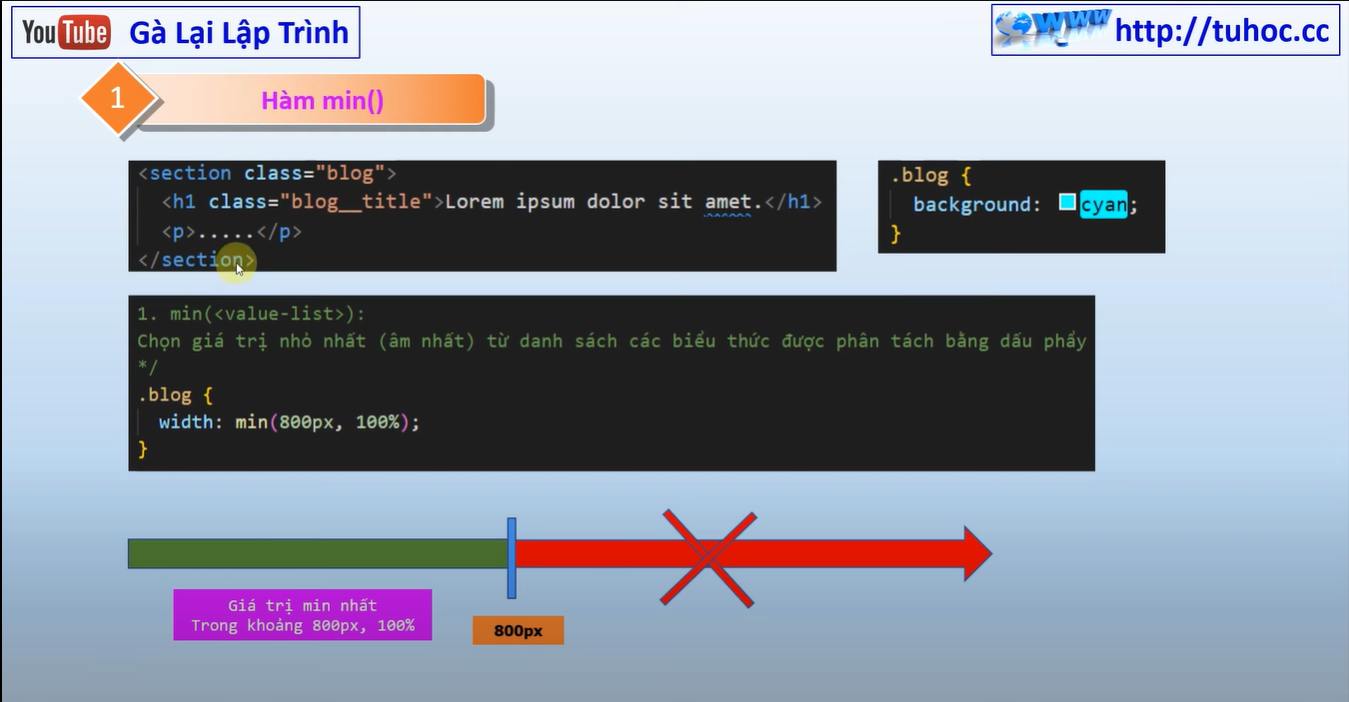 YouTube Gà Lại Lập Trình
www http://tuhoc.cc
1
Hàm min()
<section class="blog">
<h1 class="blog__title">Lorem ipsum dolor sit amet.</h1>
<p>.....</p>
</section>
.blog {
background: cyan;
}
1. min(<value-list>):
Chọn giá trị nhỏ nhất (âm nhất) từ danh sách các biểu thức được phân tách bằng dấu phẩy
*/
.blog {
width: min(800px, 100%);
}
Giá trị min nhất
Trong khoảng 800px, 100%
800px